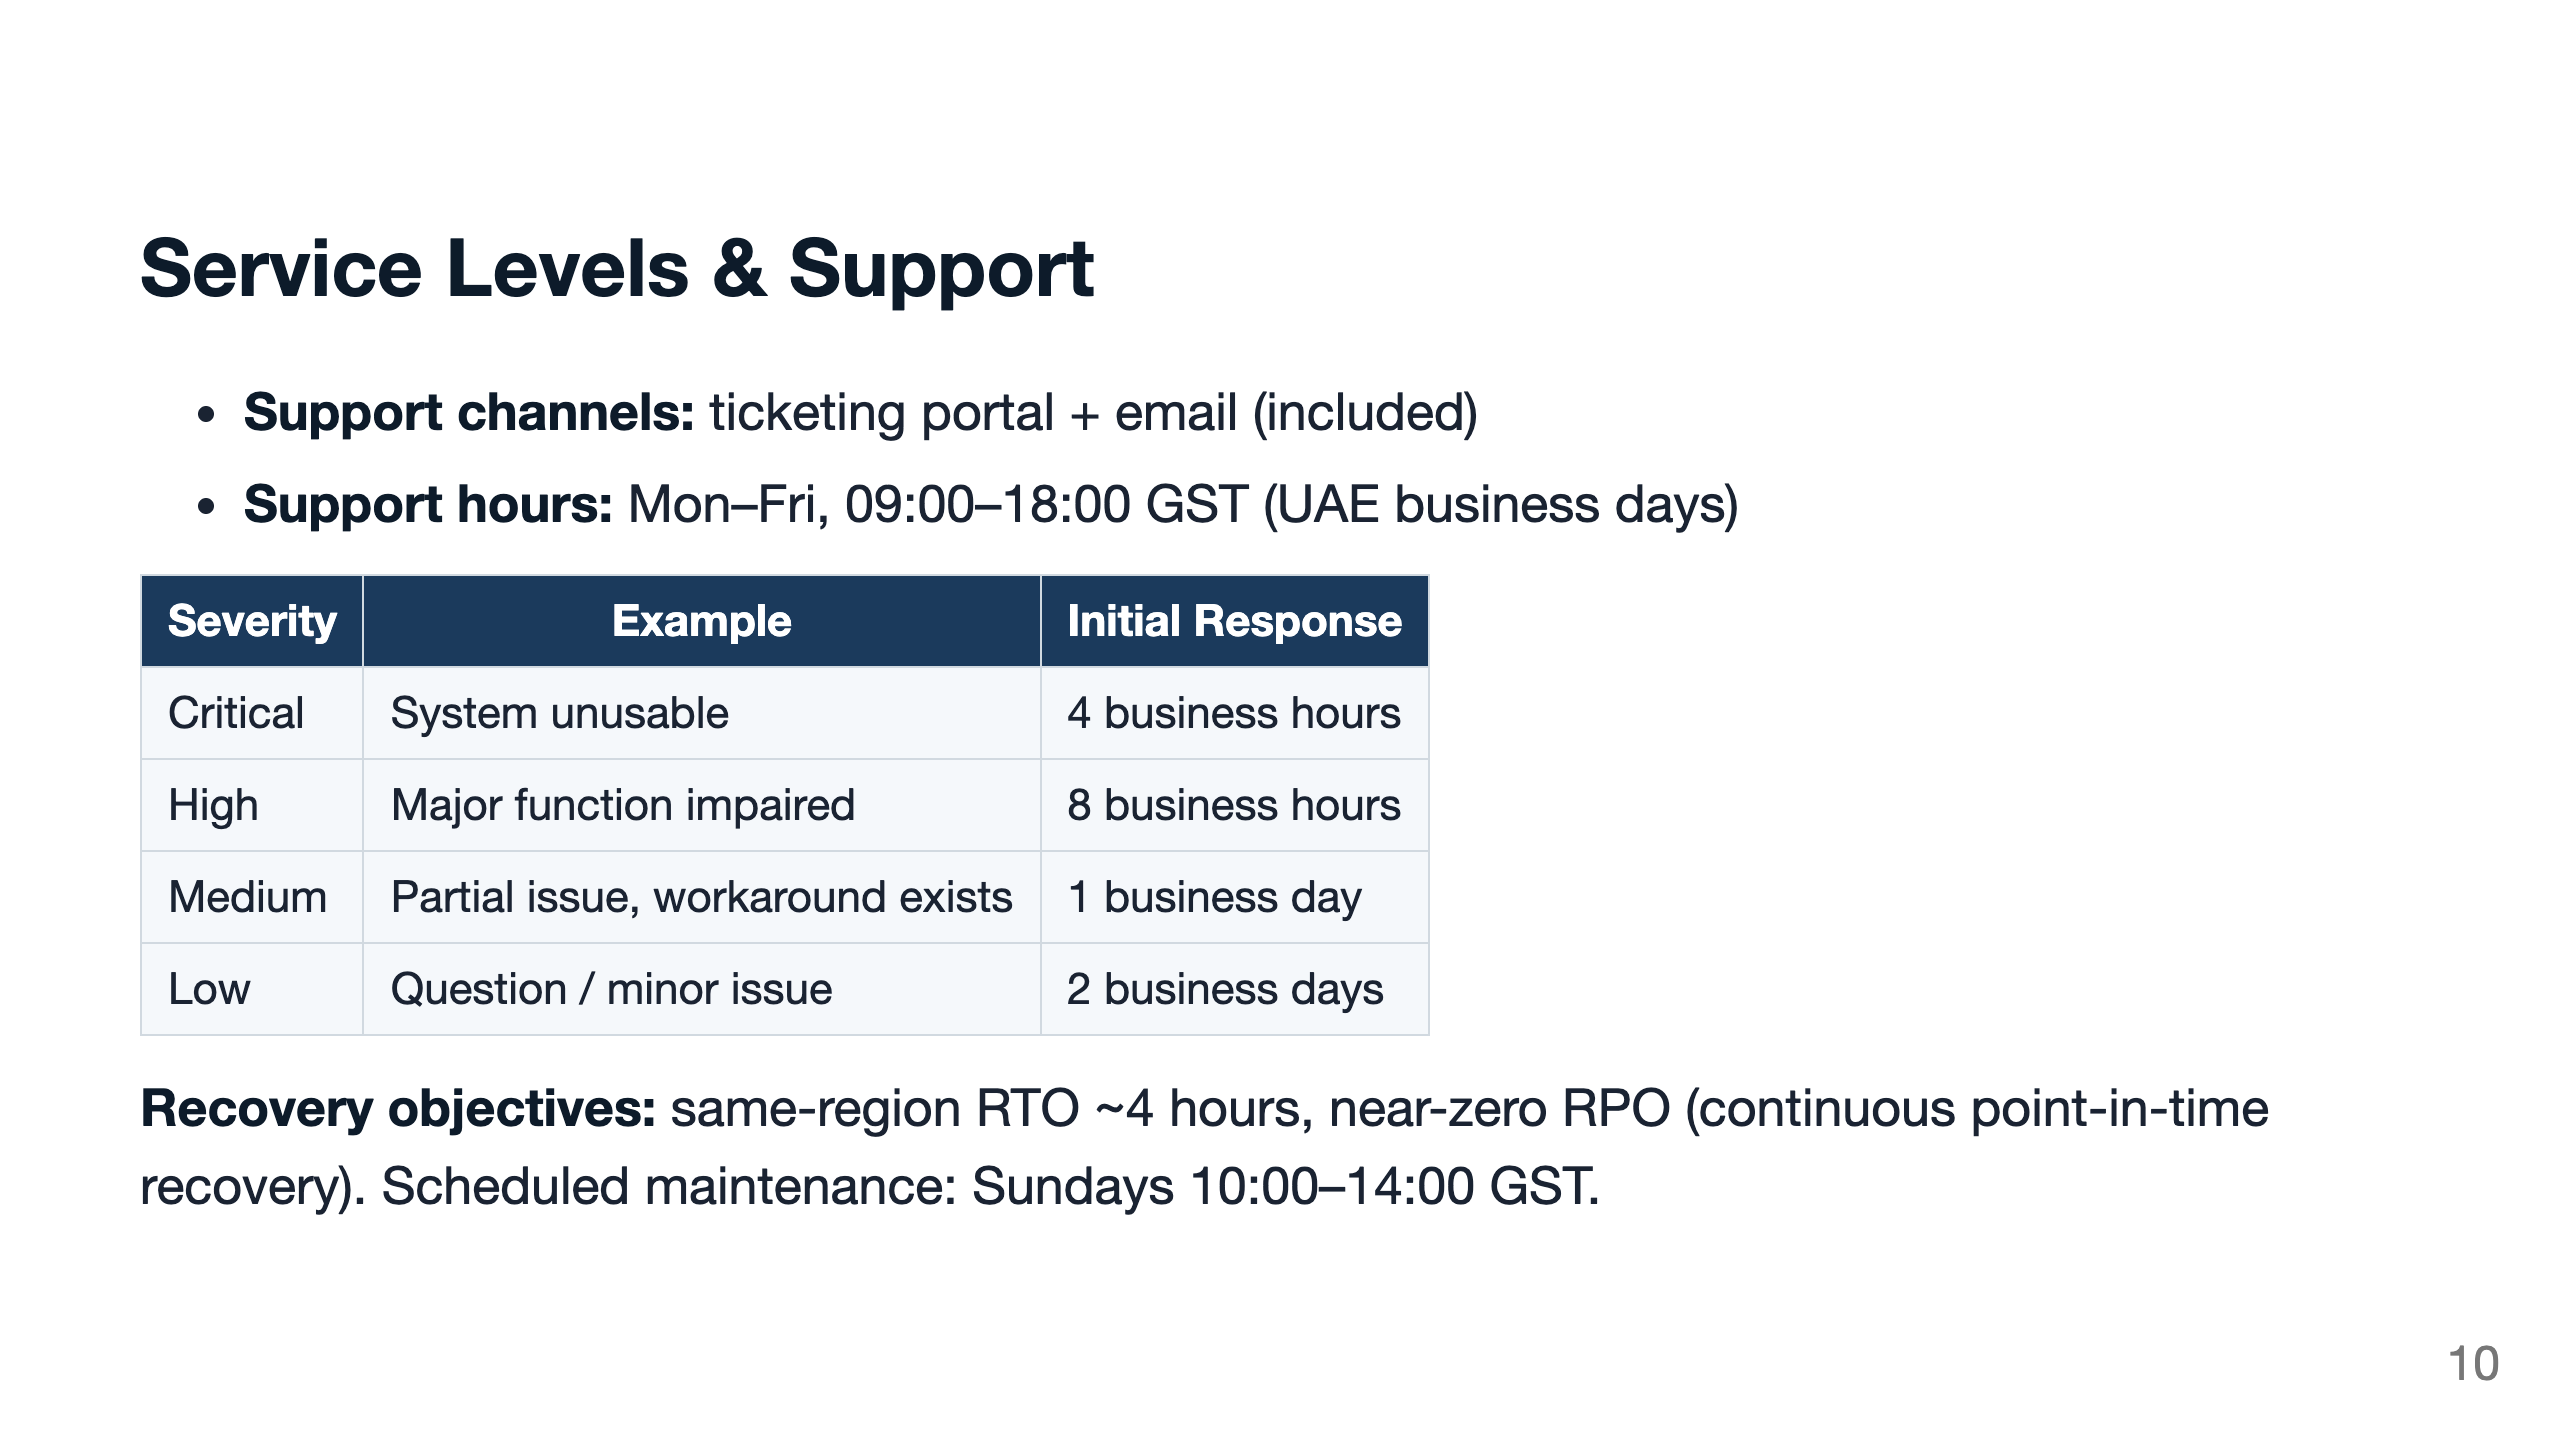 Service Levels & Support
• Support channels: ticketing portal + email (included)
• Support hours: Mon–Fri, 09:00–18:00 GST (UAE business days)
Severity Example Initial Response
Critical System unusable 4 business hours
High Major function impaired 8 business hours
Medium Partial issue, workaround exists 1 business day
Low Question / minor issue 2 business days
Recovery objectives: same-region RTO ~4 hours, near-zero RPO (continuous point-in-time
recovery). Scheduled maintenance: Sundays 10:00–14:00 GST.
10